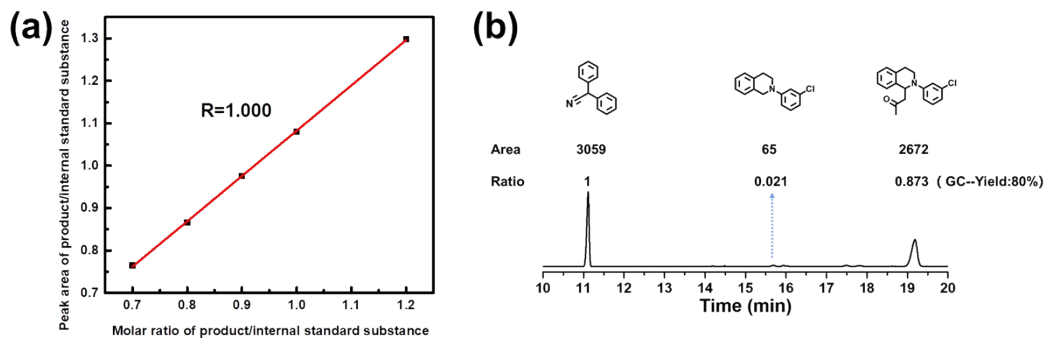 (a)
Peak area of product/internal standard substance
1.3
1.2
1.1
1.0
0.9
0.8
0.7
R=1.000
0.7 0.8 0.9 1.0 1.1 1.2
Molar ratio of product/internal standard substance
(b)
N
N
Cl
N
Cl
O
Area 3059 65 2672
Ratio 1 0.021 0.873 ( GC--Yield:80%)
10 11 12 13 14 15 16 17 18 19 20
Time (min)